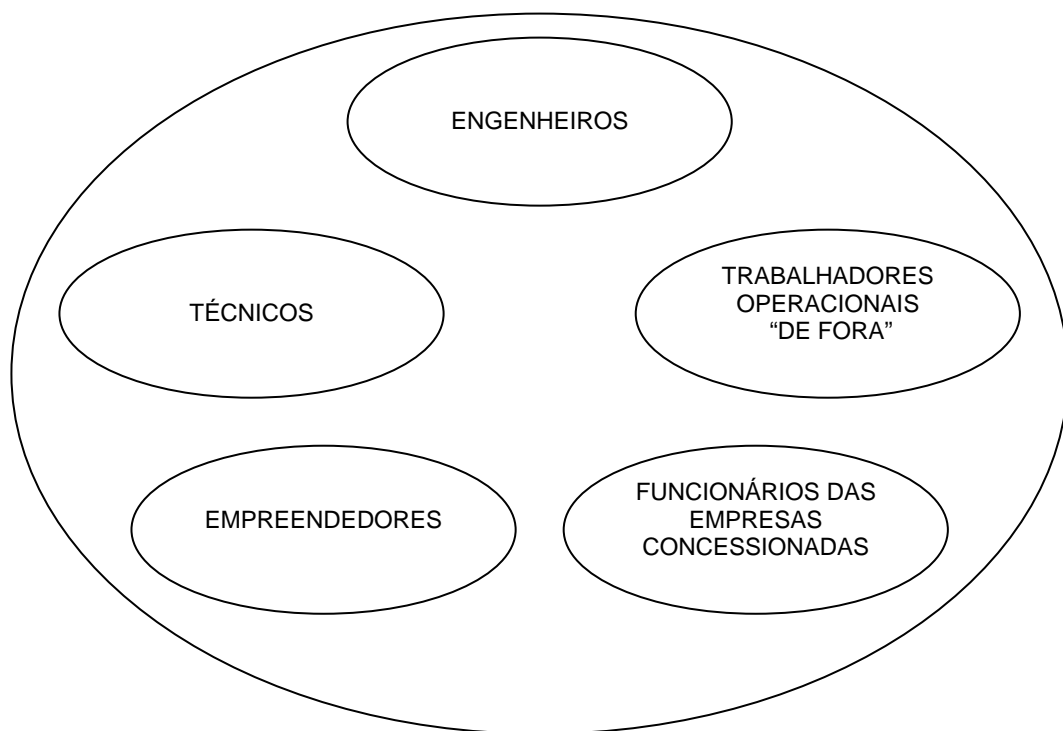 ENGENHEIROS
TÉCNICOS
TRABALHADORES
OPERACIONAIS
“DE FORA”
EMPREENDEDORES
FUNCIONÁRIOS DAS
EMPRESAS
CONCESSIONADAS